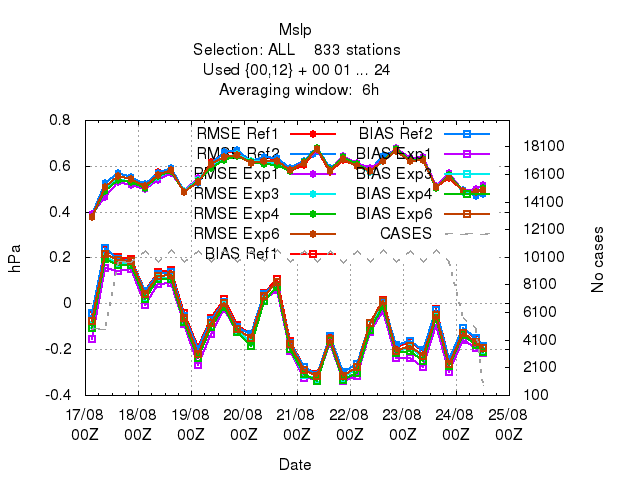 Mslp
Selection: ALL    833 stations
Used {00,12} + 00 01 ... 24
Averaging window:  6h
hPa
0.8
0.6
0.4
0.2
0
-0.2
-0.4
RMSE Ref1
RMSE Ref2
RMSE Exp1
RMSE Exp3
RMSE Exp4
RMSE Exp6
BIAS Ref1
BIAS Ref2
BIAS Exp1
BIAS Exp3
BIAS Exp4
BIAS Exp6
CASES
18100
16100
14100
12100
10100
8100
6100
4100
2100
100
No cases
17/08 18/08 19/08 20/08 21/08 22/08 23/08 24/08 25/08
00Z 00Z 00Z 00Z 00Z 00Z 00Z 00Z 00Z
Date